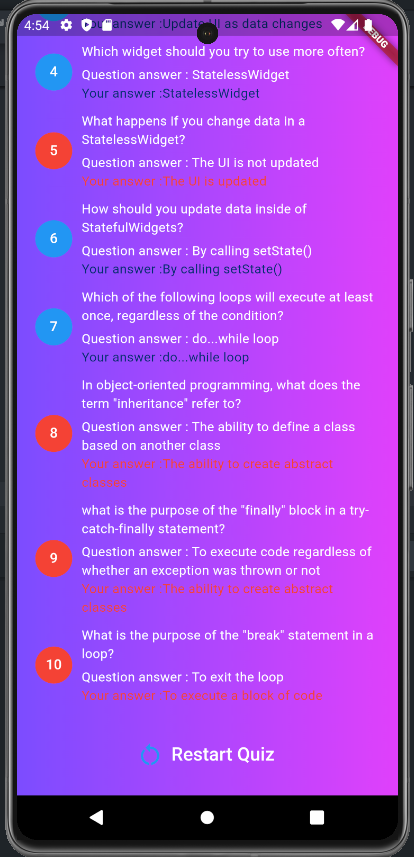 4:54
Your answer :Update UI as data changes
DEBUG
4
Which widget should you try to use more often?
Question answer : StatelessWidget
Your answer :StatelessWidget
5
What happens if you change data in a
StatelessWidget?
Question answer : The UI is not updated
Your answer :The UI is updated
6
How should you update data inside of
StatefulWidgets?
Question answer : By calling setState()
Your answer :By calling setState()
7
Which of the following loops will execute at least
once, regardless of the condition?
Question answer : do...while loop
Your answer :do...while loop
8
In object-oriented programming, what does the
term "inheritance" refer to?
Question answer : The ability to define a class
based on another class
Your answer :The ability to create abstract
classes
9
what is the purpose of the "finally" block in a try-
catch-finally statement?
Question answer : To execute code regardless of
whether an exception was thrown or not
Your answer :The ability to create abstract
classes
10
What is the purpose of the "break" statement in a
loop?
Question answer : To exit the loop
Your answer :To execute a block of code
Restart Quiz